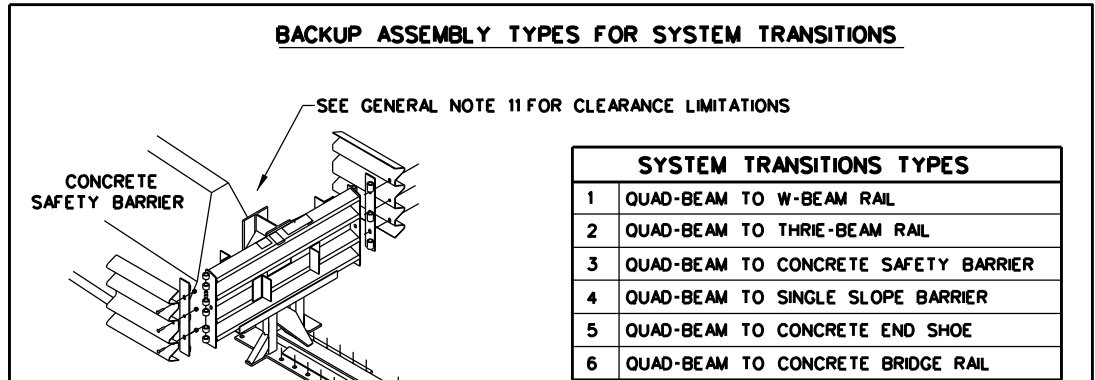 BACKUP ASSEMBLY TYPES FOR SYSTEM TRANSITIONS
SEE GENERAL NOTE 11 FOR CLEARANCE LIMITATIONS
CONCRETE
SAFETY BARRIER
SYSTEM TRANSITIONS TYPES
1 QUAD-BEAM TO W-BEAM RAIL
2 QUAD-BEAM TO THRIE-BEAM RAIL
3 QUAD-BEAM TO CONCRETE SAFETY BARRIER
4 QUAD-BEAM TO SINGLE SLOPE BARRIER
5 QUAD-BEAM TO CONCRETE END SHOE
6 QUAD-BEAM TO CONCRETE BRIDGE RAIL